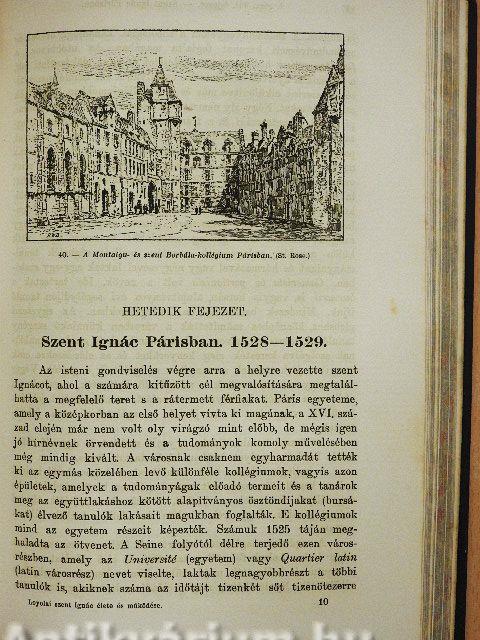 40. — A Montaigu- és szent Borbála-kollégium Párisban. (St. Rose.)
HETEDIK FEJEZET.
Szent Ignác Párisban. 1528—1529.
Az isteni gondviselés végre arra a helyre vezette szent
Ignácot, ahol a számára kitűzött cél megvalósítására megtalál-
hatta a megfelelő teret s a rátermett férfiakat. Páris egyeteme,
amely a középkorban az első helyet vívta ki magának, a XVI. szá-
zad elején már nem volt oly virágzó mint előbb, de mégis igen
jó hírnévnek örvendett és a tudományok komoly művelésében
még mindig kivált. A városnak csaknem egyharmadát tették
ki az egymás közelében levő különféle kollégiumok, vagyis azon
épületek, amelyek a tudományágak előadó termeit és a tanárok
meg az együttlakáshoz kötött alapítványos ösztöndíjakat (bursá-
kat) élvező tanulók lakásait magukban foglalták. E kollégiumok
mind az egyetem részeit képezték. Számuk 1525 táján meg-
haladta az ötvenet. A Seine folyótól délre terjedő ezen város-
részben, amely az Université (egyetem) vagy Quartier latin
(latin városrész) nevet viselte, laktak legnagyobbrészt a többi
tanulók is, akiknek száma az időtájt tizenkét sőt tizenötezerre
Loyolai szent Ignác élete és működése.
10